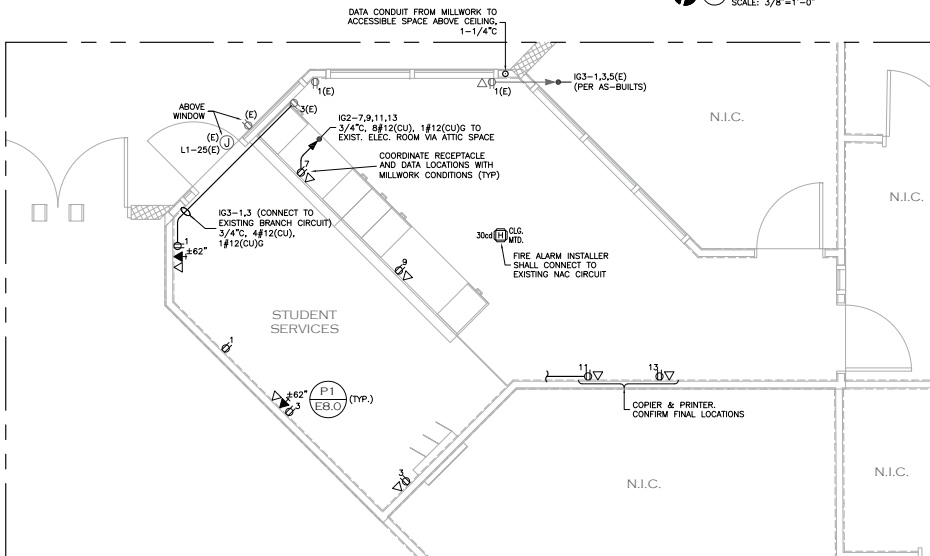 SCALE: 3/8"=1'-0"
DATA CONDUIT FROM MILLWORK TO
ACCESSIBLE SPACE ABOVE CEILING,
1-1/4"C
IG3-1,3,5(E)
(PER AS-BUILTS)
1(E)
1(E)
3(E)
ABOVE
WINDOW
(E)
(E)
J
L1-25(E)
IG2-7,9,11,13
3/4"C, 8#12(CU), 1#12(CU)G TO
EXIST. ELEC. ROOM VIA ATTIC SPACE
N.I.C.
7
COORDINATE RECEPTACLE
AND DATA LOCATIONS WITH
MILLWORK CONDITIONS (TYP)
N.I.C.
IG3-1,3 (CONNECT TO
EXISTING BRANCH CIRCUIT)
3/4"C, 4#12(CU),
1#12(CU)G
30cd
H
CLG.
MTD.
1
±62"
FIRE ALARM INSTALLER
SHALL CONNECT TO
EXISTING NAC CIRCUIT
9
STUDENT
SERVICES
1
11
13
±62"
P1
E8.0
(TYP.)
3
COPIER & PRINTER.
CONFIRM FINAL LOCATIONS
3
N.I.C.
N.I.C.